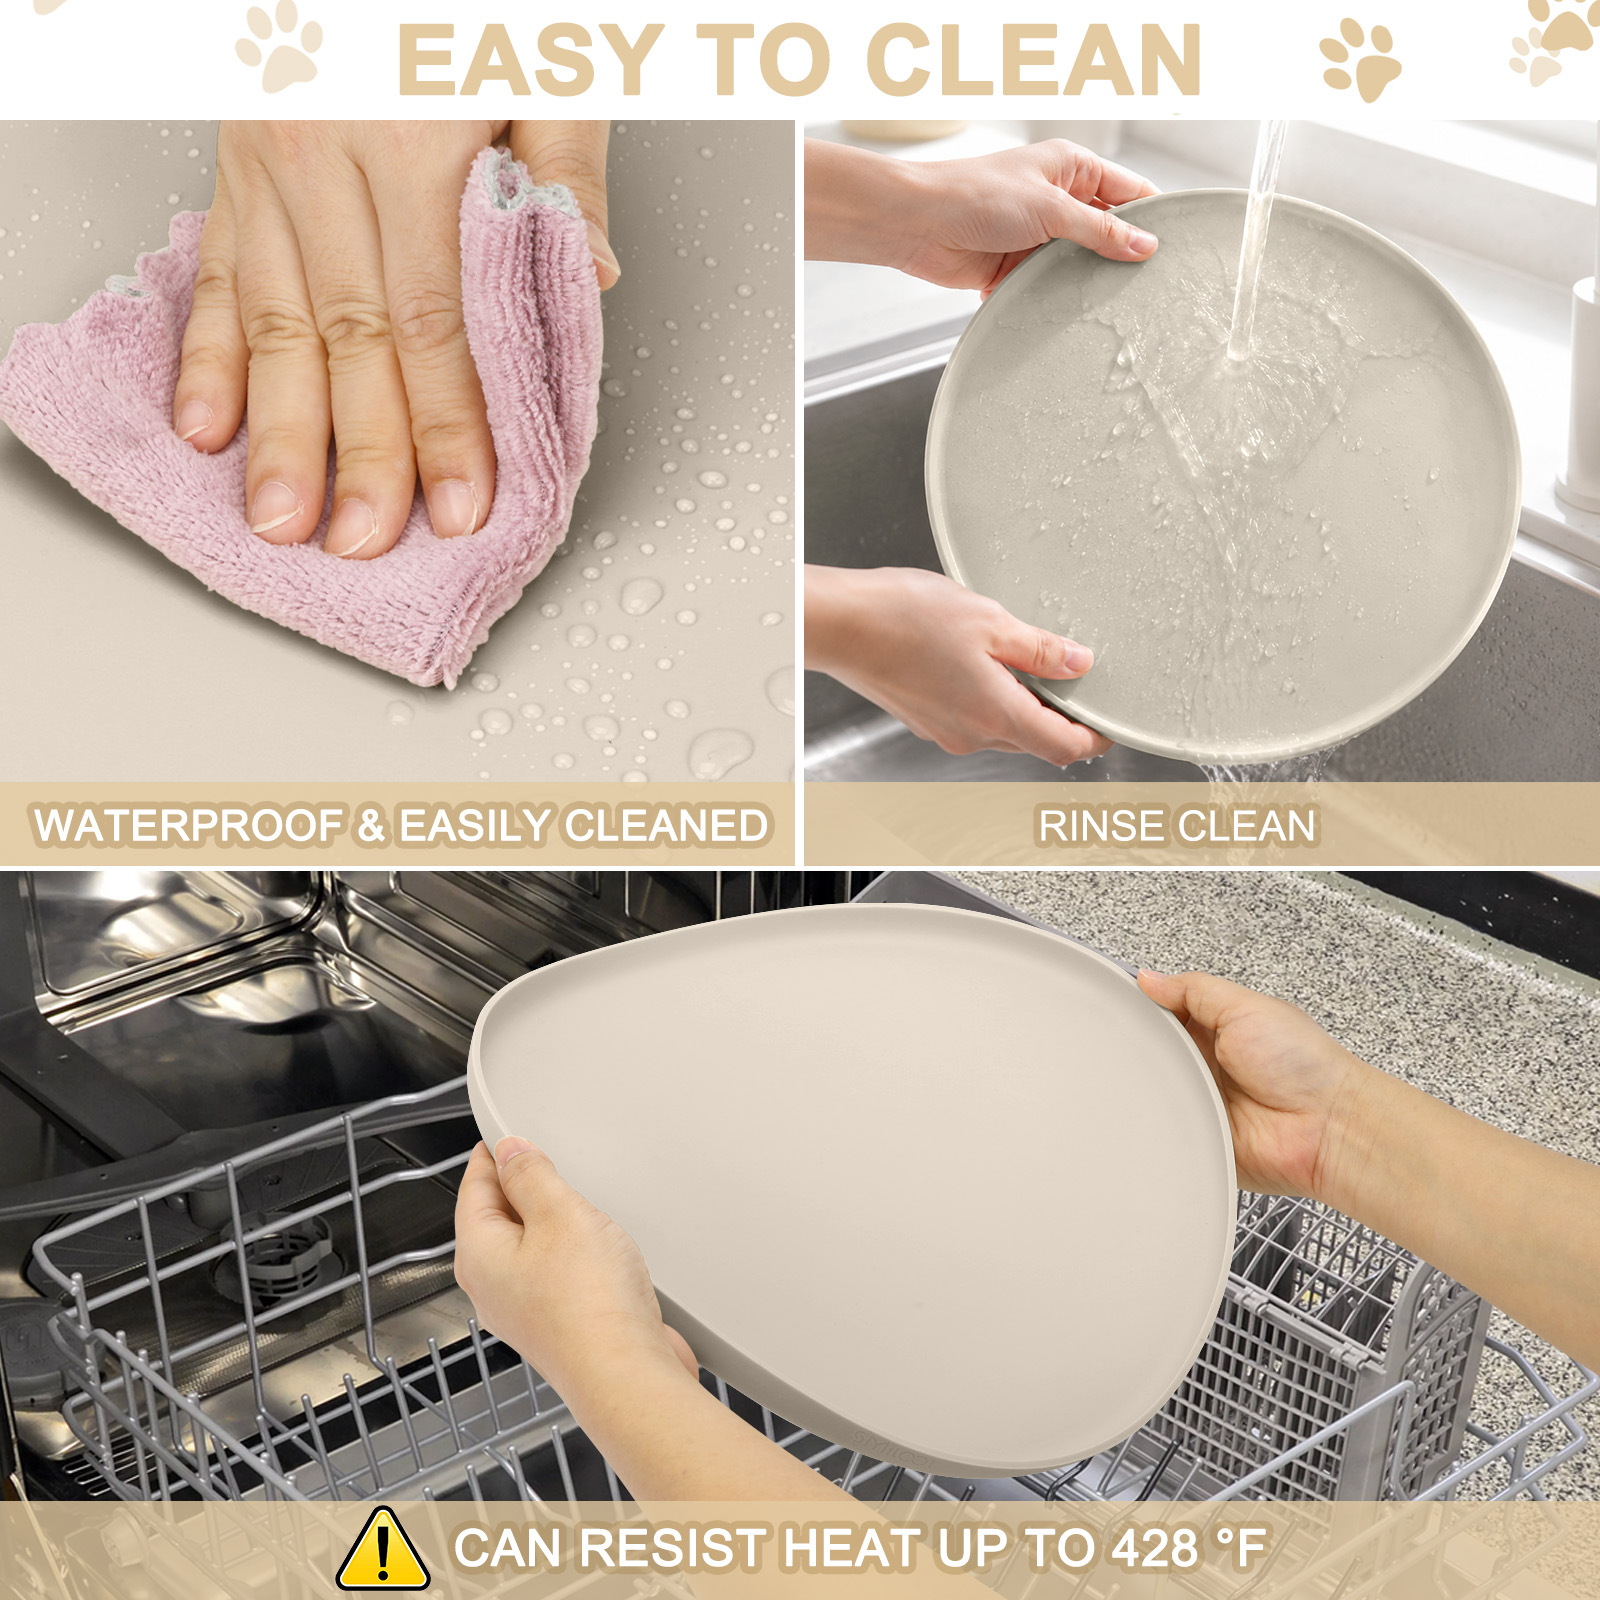 EASY TO CLEAN
WATERPROOF & EASILY CLEANED
RINSE CLEAN
CAN RESIST HEAT UP TO 428 °F